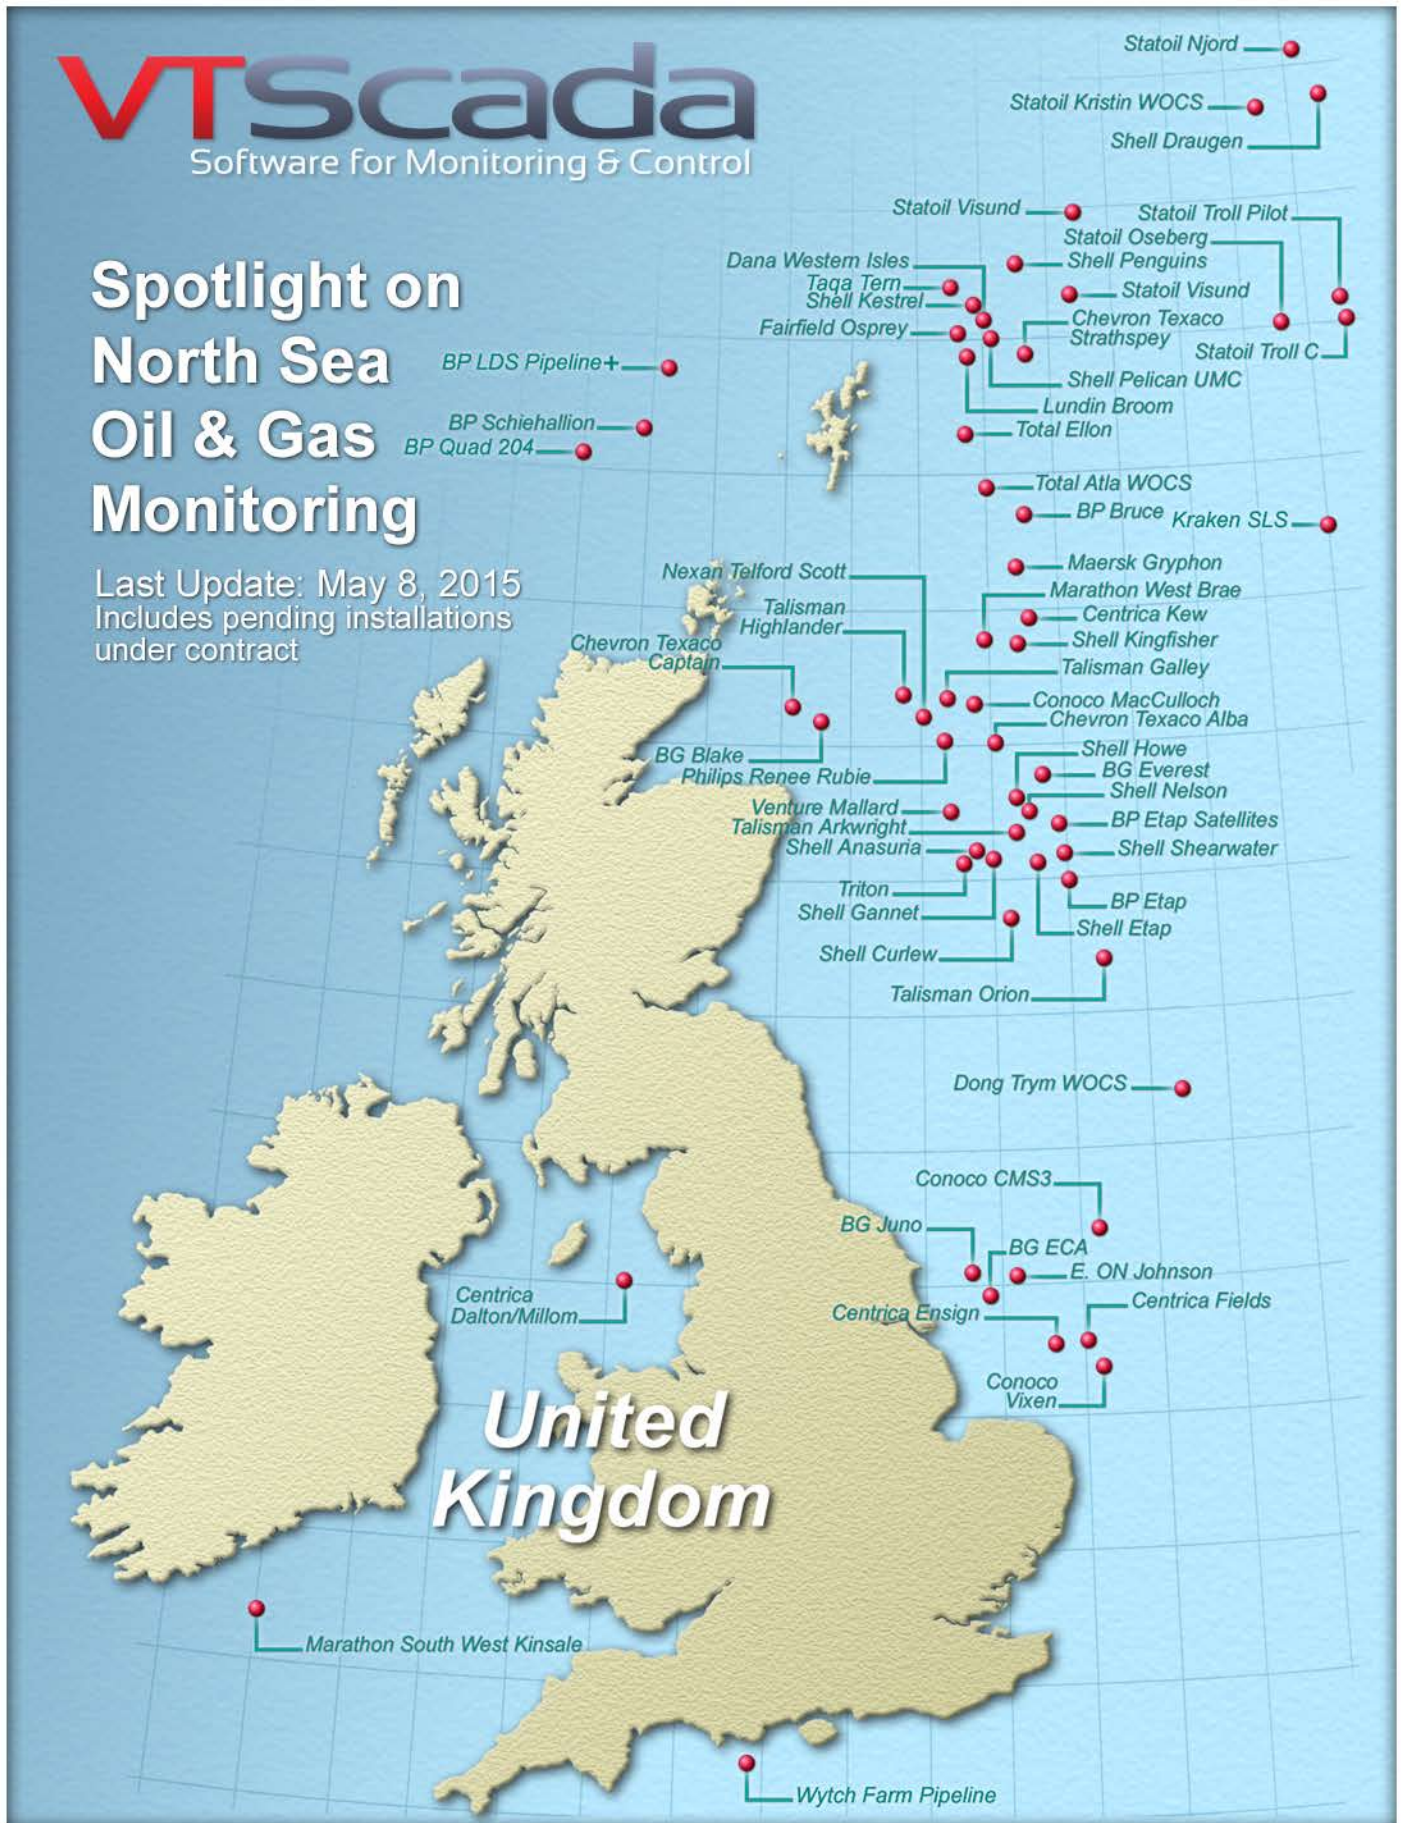 VTScada
Software for Monitoring & Control
Spotlight on
North Sea
Oil & Gas
Monitoring
Last Update: May 8, 2015
Includes pending installations
under contract
Statoil Njord
Statoil Kristin WOCS
Shell Draugen
Statoil Visund
Statoil Troll Pilot
Statoil Oseberg
Dana Western Isles
Shell Penguins
Taqa Tern
Statoil Visund
Shell Kestrel
Chevron Texaco
Strathspey
Fairfield Osprey
Statoil Troll C
BP LDS Pipeline+
Shell Pelican UMC
Lundin Broom
BP Schiehallion
Total Ellon
BP Quad 204
Total Atla WOCS
BP Bruce
Kraken SLS
Maersk Gryphon
Nexan Telford Scott
Marathon West Brae
Talisman
Highlander
Centrica Kew
Chevron Texaco
Captain
Shell Kingfisher
Talisman Galley
Conoco MacCulloch
Chevron Texaco Alba
BG Blake
Shell Howe
Philips Renee Rubie
BG Everest
Shell Nelson
Venture Mallard
BP Etap Satellites
Talisman Arkwright
Shell Anasuria
Shell Shearwater
Triton
BP Etap
Shell Gannet
Shell Etap
Shell Curlew
Talisman Orion
Dong Trym WOCS
Conoco CMS3
BG Juno
BG ECA
E. ON Johnson
Centrica
Dalton/Millom
Centrica Fields
Centrica Ensign
Conoco
Vixen
United
Kingdom
Marathon South West Kinsale
Wytch Farm Pipeline